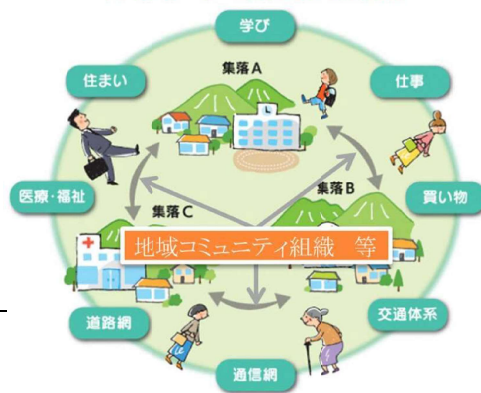 学び
住まい
仕事
集落A
医療・福祉
買い物
集落C
集落B
地域コミュニティ組織　等
道路網
交通体系
通信網